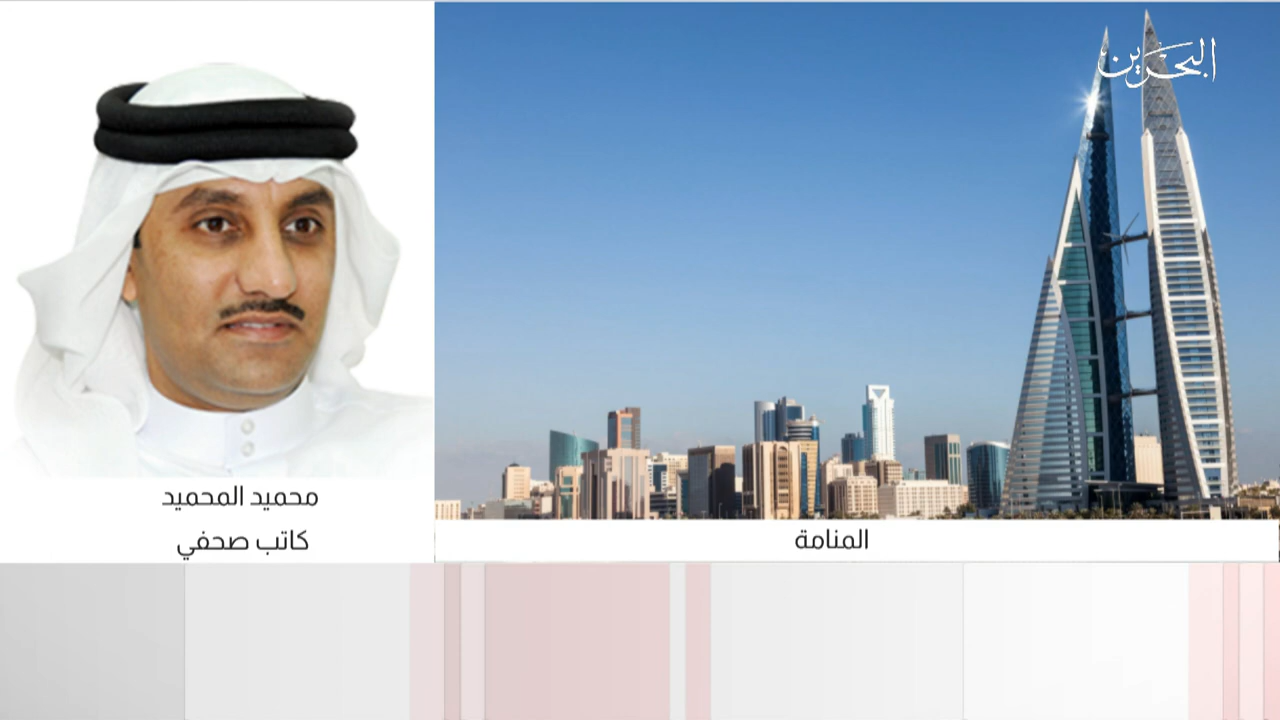 البحرين
محميد المحميد
كاتب صحفي
المنامة